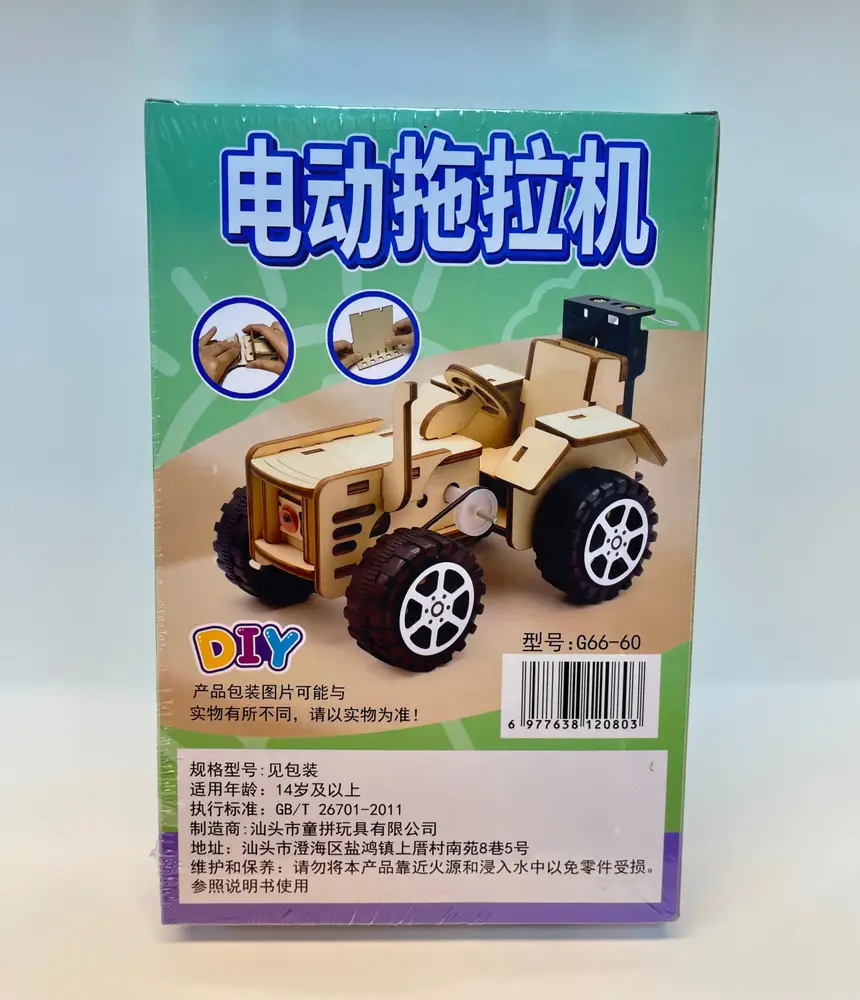 电动拖拉机
DIY
产品包装图片可能与
实物有所不同，请以实物为准！
型号:G66-60
6 977638 120803
规格型号:见包装
适用年龄：14岁及以上
执行标准：GB/T 26701-2011
制造商:汕头市童拼玩具有限公司
地址：汕头市澄海区盐鸿镇上厝村南苑8巷5号
维护和保养：请勿将本产品靠近火源和浸入水中以免零件受损。
参照说明书使用